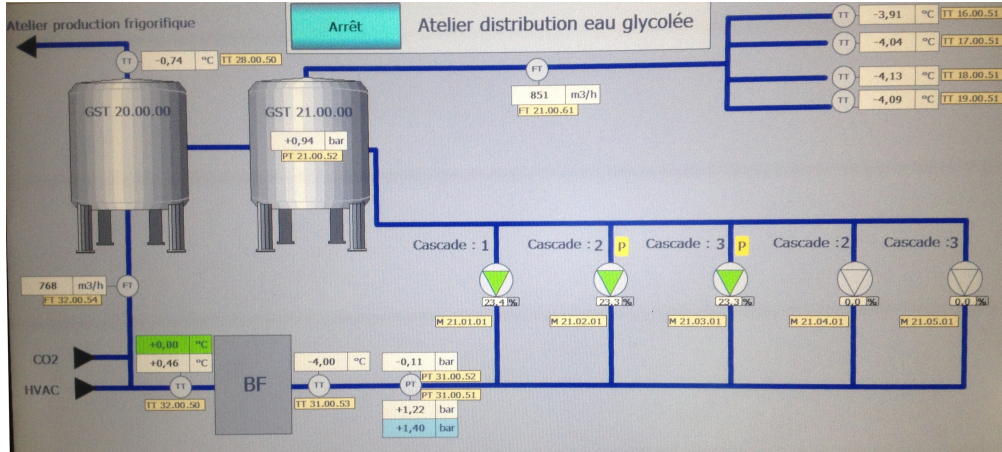 Atelier production frigorifique
Arrêt
Atelier distribution eau glycolée
-0,74 °C TT 28.00.50
TT
GST 20.00.00
GST 21.00.00
+0,94 bar
PT 21.00.52
FT
851 m3/h
FT 21.00.61
TT -3,91 °C TT 16.00.51
TT -4,04 °C TT 17.00.51
TT -4,13 °C TT 18.00.51
TT -4,09 °C TT 19.00.51
Cascade : 1
Cascade : 2 P
Cascade : 3 P
Cascade :2
Cascade :3
23,4 %
23,3 %
23,3 %
0,0 %
0,0 %
M 21.01.01
M 21.02.01
M 21.03.01
M 21.04.01
M 21.05.01
768 m3/h FT
FT 32.00.54
CO2
HVAC
+0,00 °C
+0,46 °C
TT
TT 32.00.50
BF
-4,00 °C
TT
TT 31.00.53
-0,11 bar
PT 31.00.52
PT
PT 31.00.51
+1,22 bar
+1,40 bar